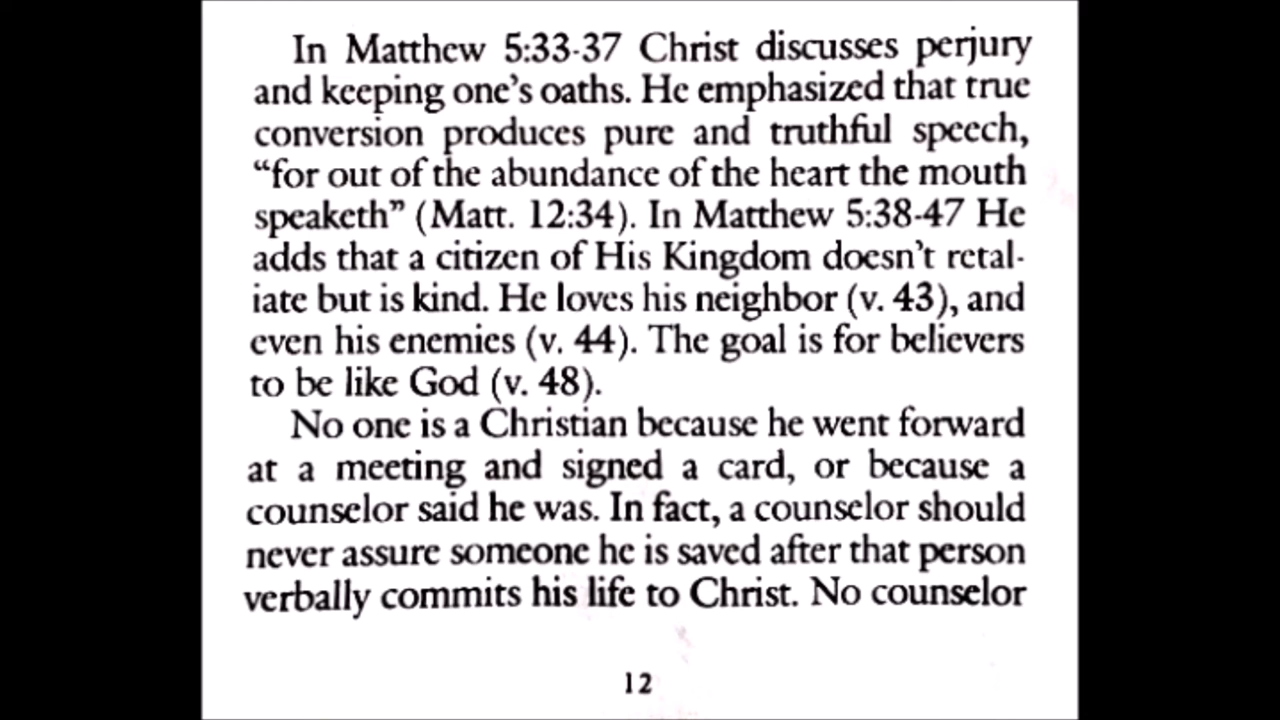 In Matthew 5:33-37 Christ discusses perjury
and keeping one's oaths. He emphasized that true
conversion produces pure and truthful speech,
“for out of the abundance of the heart the mouth
speaketh” (Matt. 12:34). In Matthew 5:38-47 He
adds that a citizen of His Kingdom doesn't retal-
iate but is kind. He loves his neighbor (v. 43), and
even his enemies (v. 44). The goal is for believers
to be like God (v. 48).
No one is a Christian because he went forward
at a meeting and signed a card, or because a
counselor said he was. In fact, a counselor should
never assure someone he is saved after that person
verbally commits his life to Christ. No counselor
12